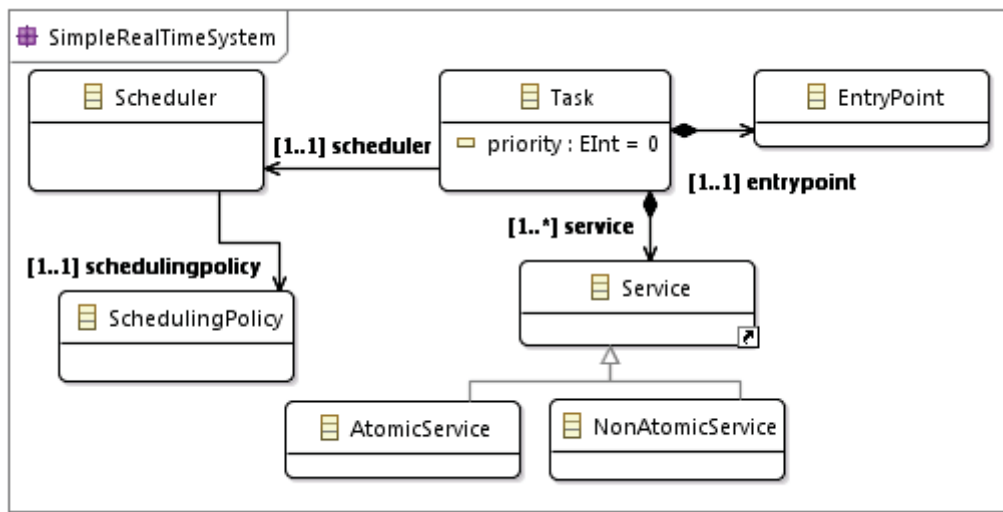 SimpleRealTimeSystem
Scheduler
Task
EntryPoint
priority : EInt = 0
[1..1] scheduler
[1..1] entrypoint
[1..*] service
[1..1] schedulingpolicy
Service
SchedulingPolicy
AtomicService
NonAtomicService